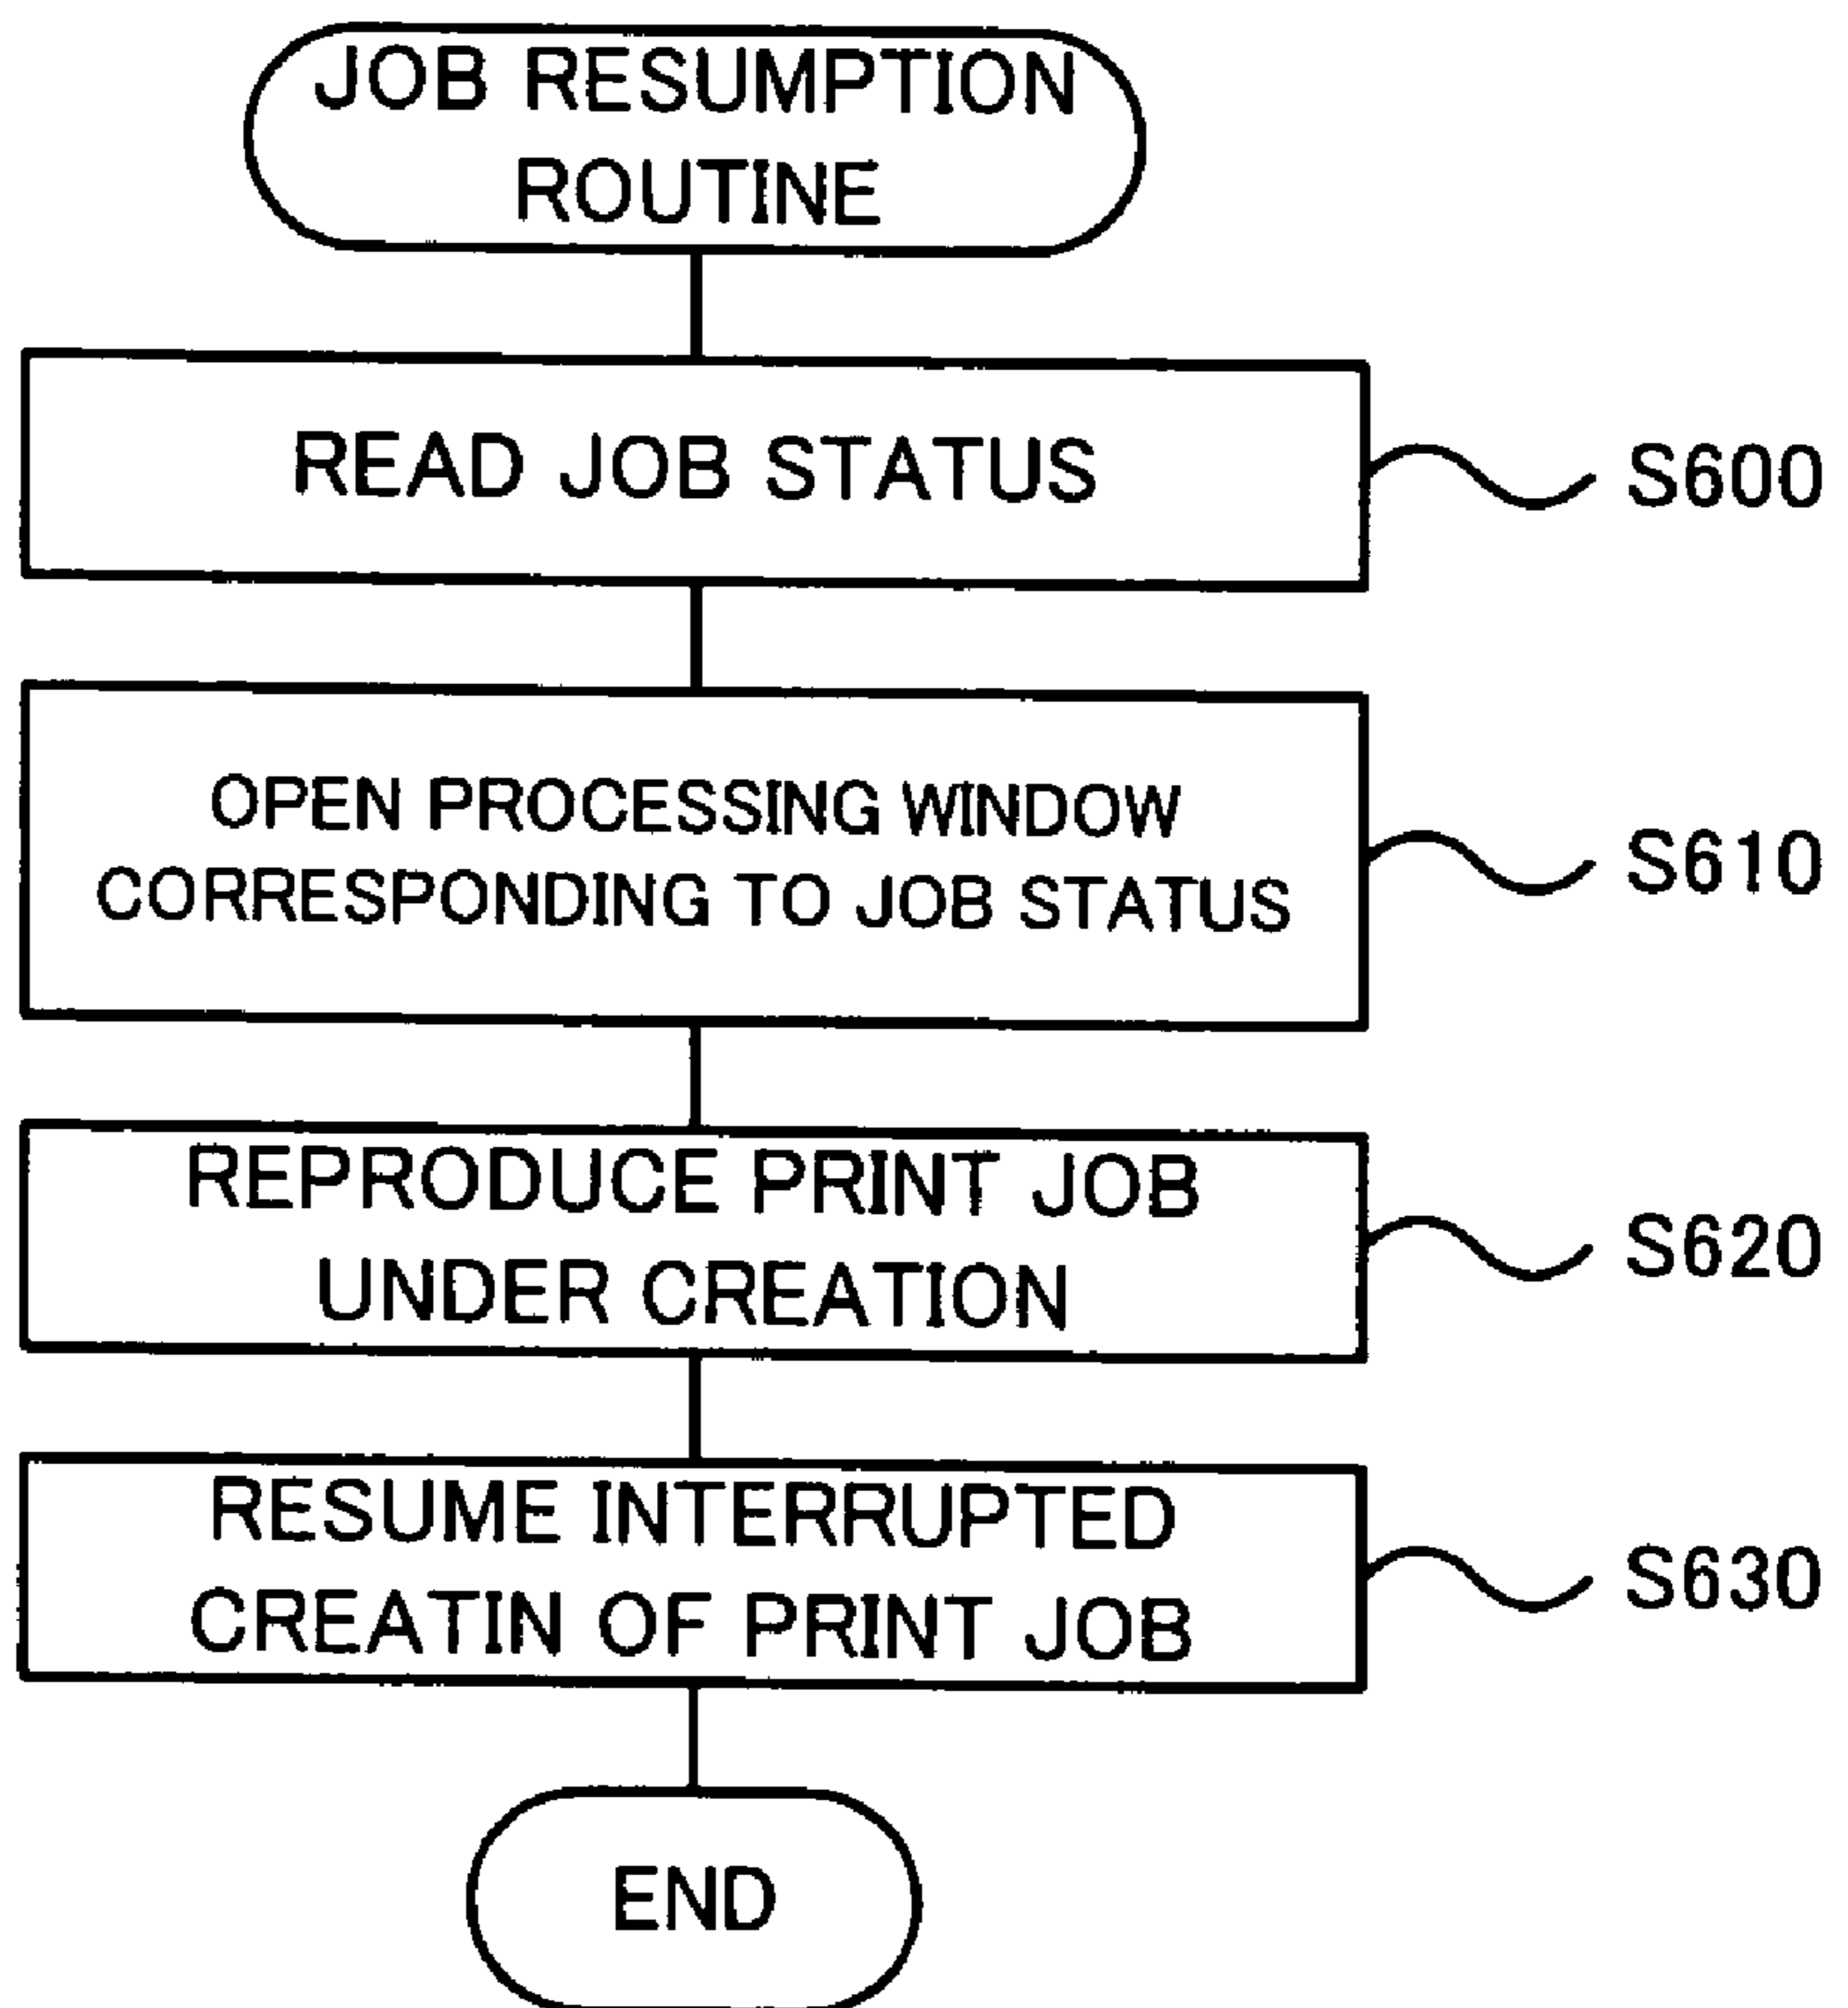 JOB RESUMPTION
ROUTINE
READ JOB STATUS
S600
OPEN PROCESSING WINDOW
CORRESPONDING TO JOB STATUS
S610
REPRODUCE PRINT JOB
UNDER CREATION
S620
RESUME INTERRUPTED
CREATIN OF PRINT JOB
S630
END